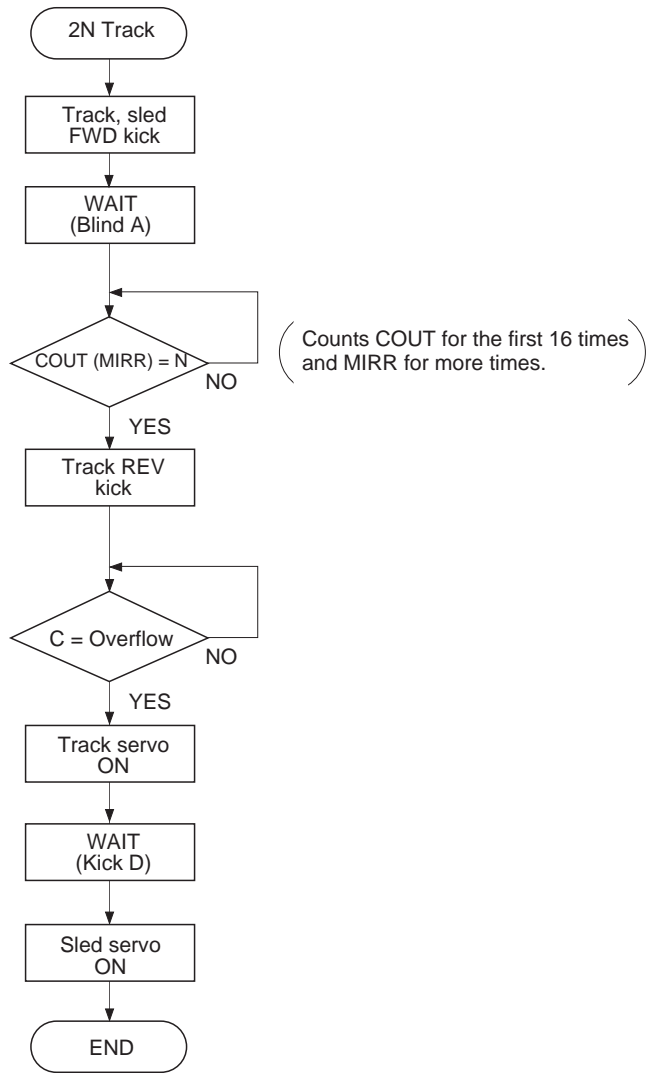 2N Track
Track, sled
FWD kick
WAIT
(Blind A)
COUT (MIRR) = N
NO
Counts COUT for the first 16 times
and MIRR for more times.
YES
Track REV
kick
C = Overflow
NO
YES
Track servo
ON
WAIT
(Kick D)
Sled servo
ON
END